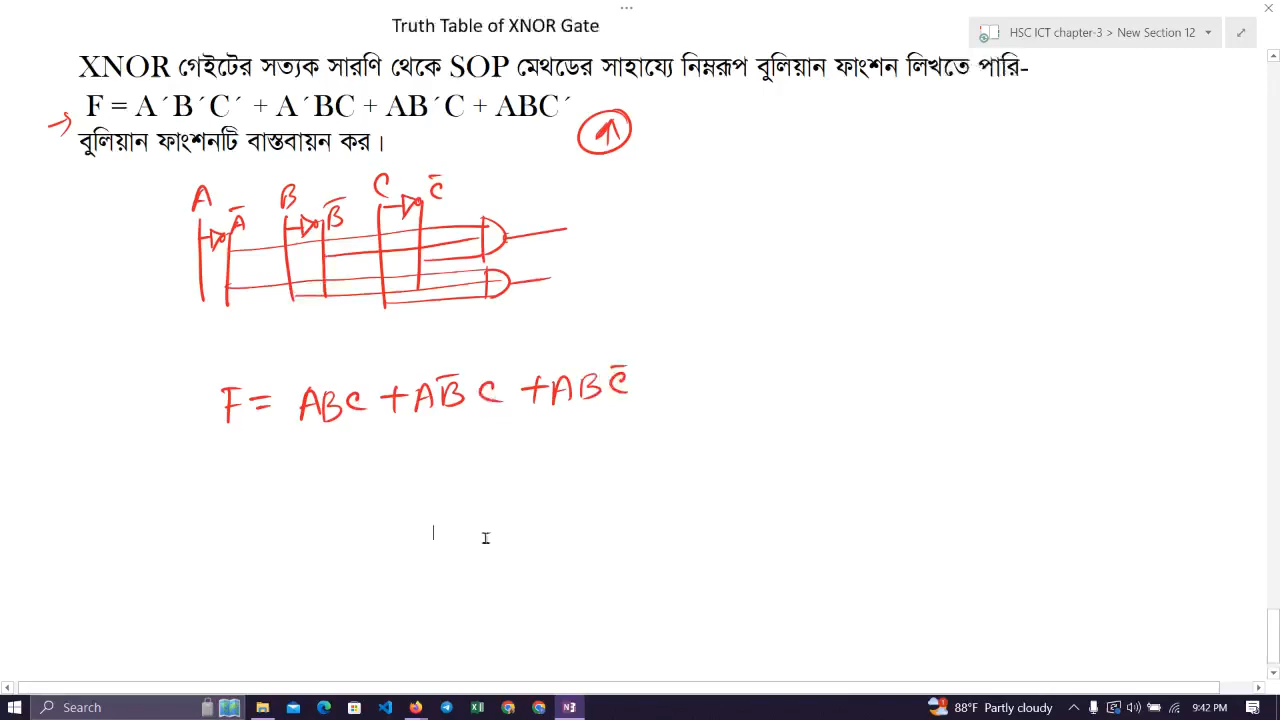 Truth Table of XNOR Gate
HSC ICT chapter-3 > New Section 12
XNOR গেইটের সত্যক সারণি থেকে SOP মেথডের সাহায্যে নিম্নরূপ বুলিয়ান ফাংশন লিখতে পারি-
F = A´B´C´ + A´BC + AB´C + ABC´
বুলিয়ান ফাংশনটি বাস্তবায়ন কর।
A A̅ B B̅ C C̅
F = ABC + AB̅C + ABC̅
Search
N
88°F Partly cloudy
9:42 PM